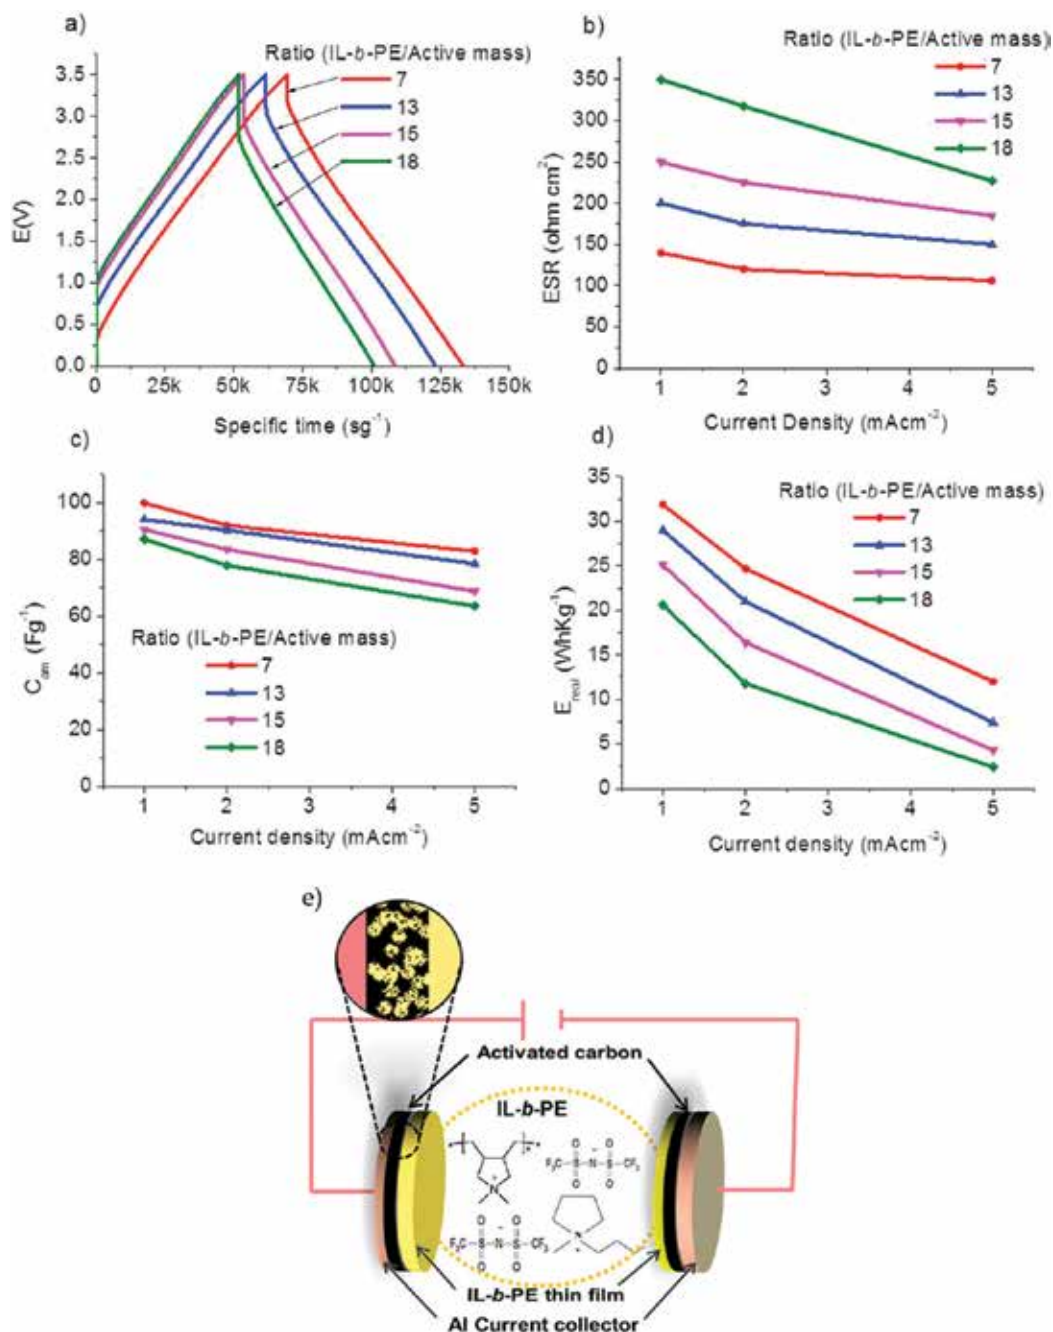 a)
Ratio (IL-b-PE/Active mass)
7
13
15
18
E(V)
3.5
3.0
2.5
2.0
1.5
1.0
0.5
0.0
0 25k 50k 75k 100k 125k 150k
Specific time (sg⁻¹)
b)
Ratio (IL-b-PE/Active mass)
7
13
15
18
ESR (ohm cm²)
350
300
250
200
150
100
50
0
1 2 3 4 5
Current Density (mAcm⁻²)
c)
C_am (Fg⁻¹)
100
80
60
40
20
0
Ratio (IL-b-PE/Active mass)
7
13
15
18
1 2 3 4 5
Current density (mAcm⁻²)
d)
Ratio (IL-b-PE/Active mass)
7
13
15
18
E_real (WhKg⁻¹)
35
30
25
20
15
10
5
0
1 2 3 4 5
Current density (mAcm⁻²)
e)
Activated carbon
IL-b-PE
O O
F₃C S N S CF₃
O O
N
+
O O
F₃C S N S CF₃
O O
N
+
IL-b-PE thin film
Al Current collector